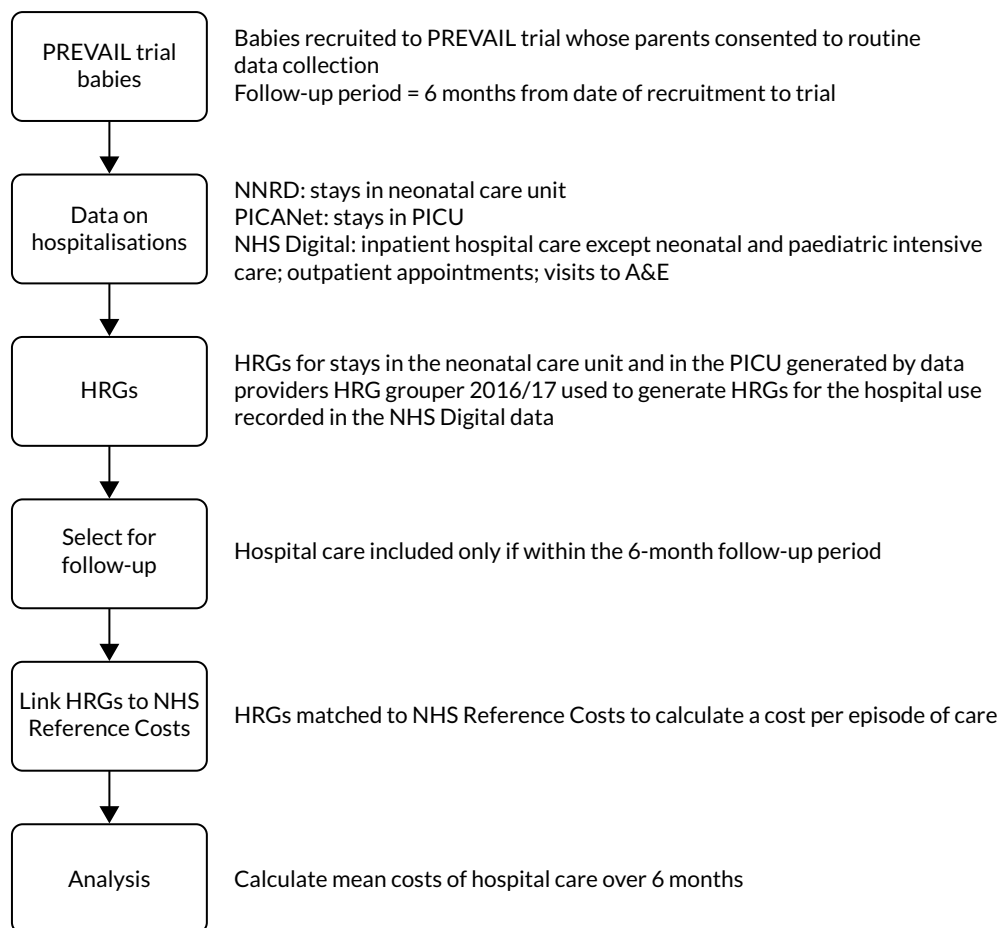 PREVAIL trial
babies
Babies recruited to PREVAIL trial whose parents consented to routine
data collection
Follow-up period = 6 months from date of recruitment to trial
Data on
hospitalisations
NNRD: stays in neonatal care unit
PICANet: stays in PICU
NHS Digital: inpatient hospital care except neonatal and paediatric intensive
care; outpatient appointments; visits to A&E
HRGs
HRGs for stays in the neonatal care unit and in the PICU generated by data
providers HRG grouper 2016/17 used to generate HRGs for the hospital use
recorded in the NHS Digital data
Select for
follow-up
Hospital care included only if within the 6-month follow-up period
Link HRGs to NHS
Reference Costs
HRGs matched to NHS Reference Costs to calculate a cost per episode of care
Analysis
Calculate mean costs of hospital care over 6 months